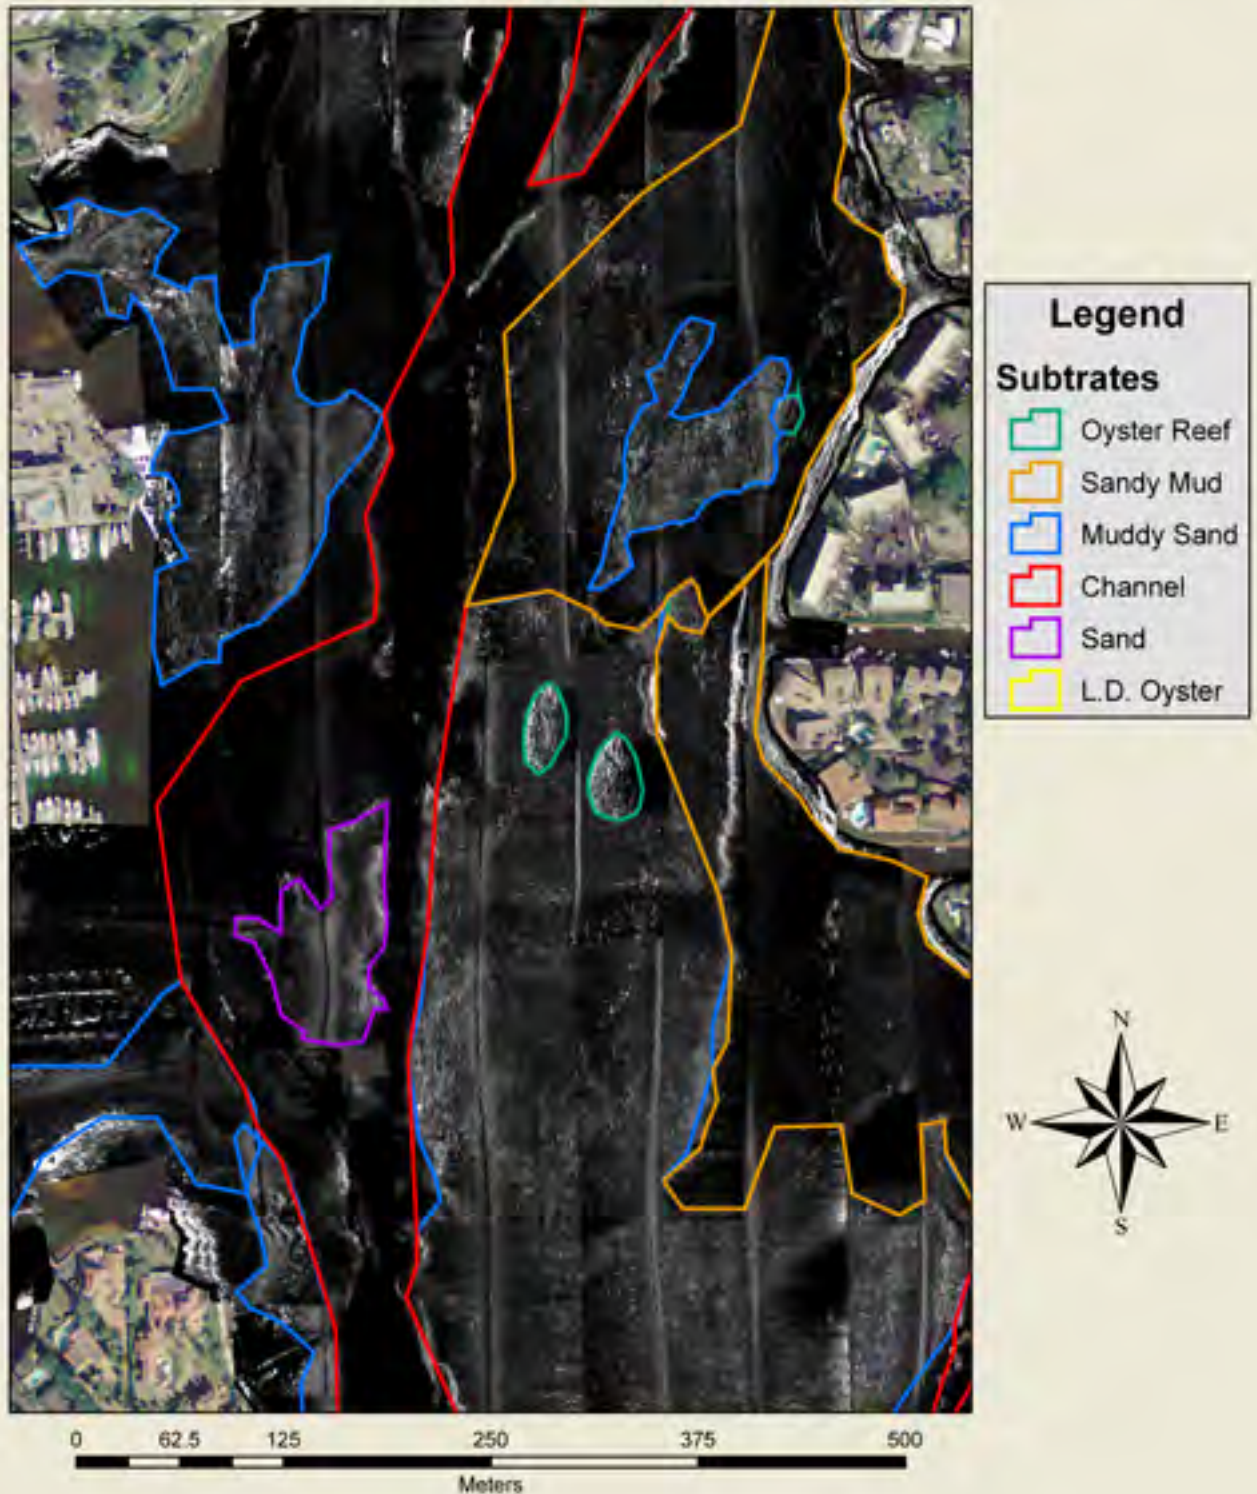 Legend
Subtrates
Oyster Reef
Sandy Mud
Muddy Sand
Channel
Sand
L.D. Oyster
N
W E
S
0 62.5 125 250 375 500
Meters